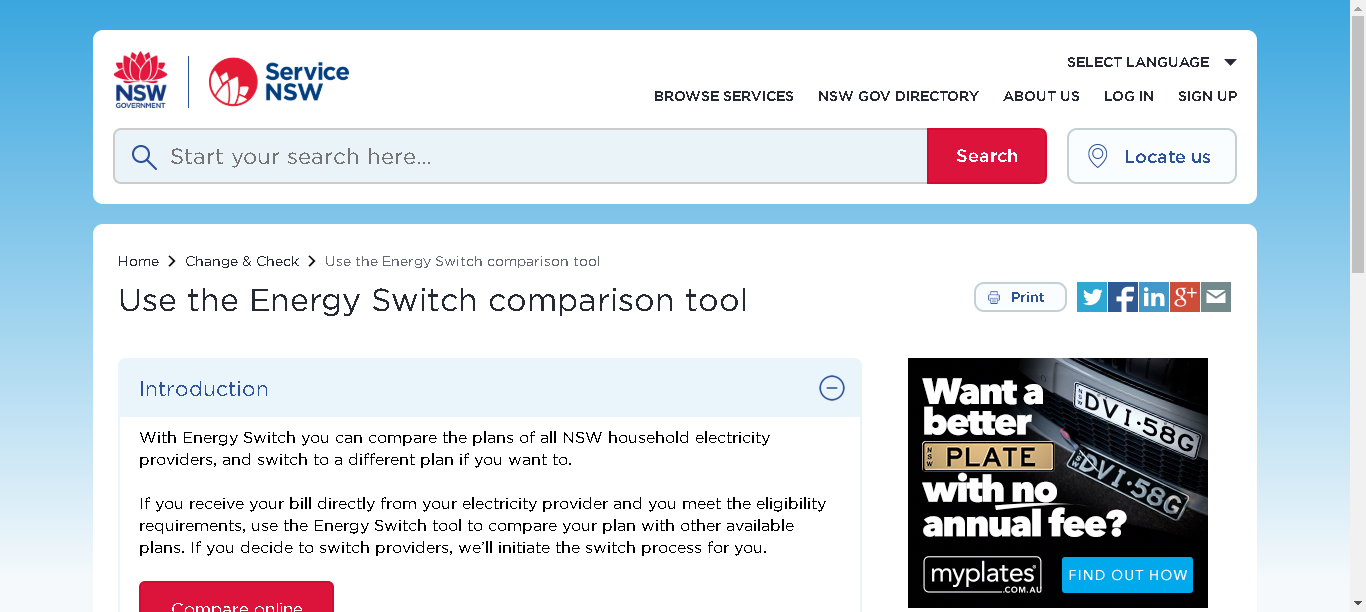 NSW
GOVERNMENT
Service
NSW
SELECT LANGUAGE
BROWSE SERVICES NSW GOV DIRECTORY ABOUT US LOG IN SIGN UP
Start your search here...
Search
Locate us
Home Change & Check Use the Energy Switch comparison tool
Use the Energy Switch comparison tool
Print
Introduction
With Energy Switch you can compare the plans of all NSW household electricity
providers, and switch to a different plan if you want to.
If you receive your bill directly from your electricity provider and you meet the eligibility
requirements, use the Energy Switch tool to compare your plan with other available
plans. If you decide to switch providers, we'll initiate the switch process for you.
Compare online
Want a
better
NSW PLATE
with no
annual fee?
NSW DVI·58G
NSW DVI·58G
myplates
.COM.AU
FIND OUT HOW